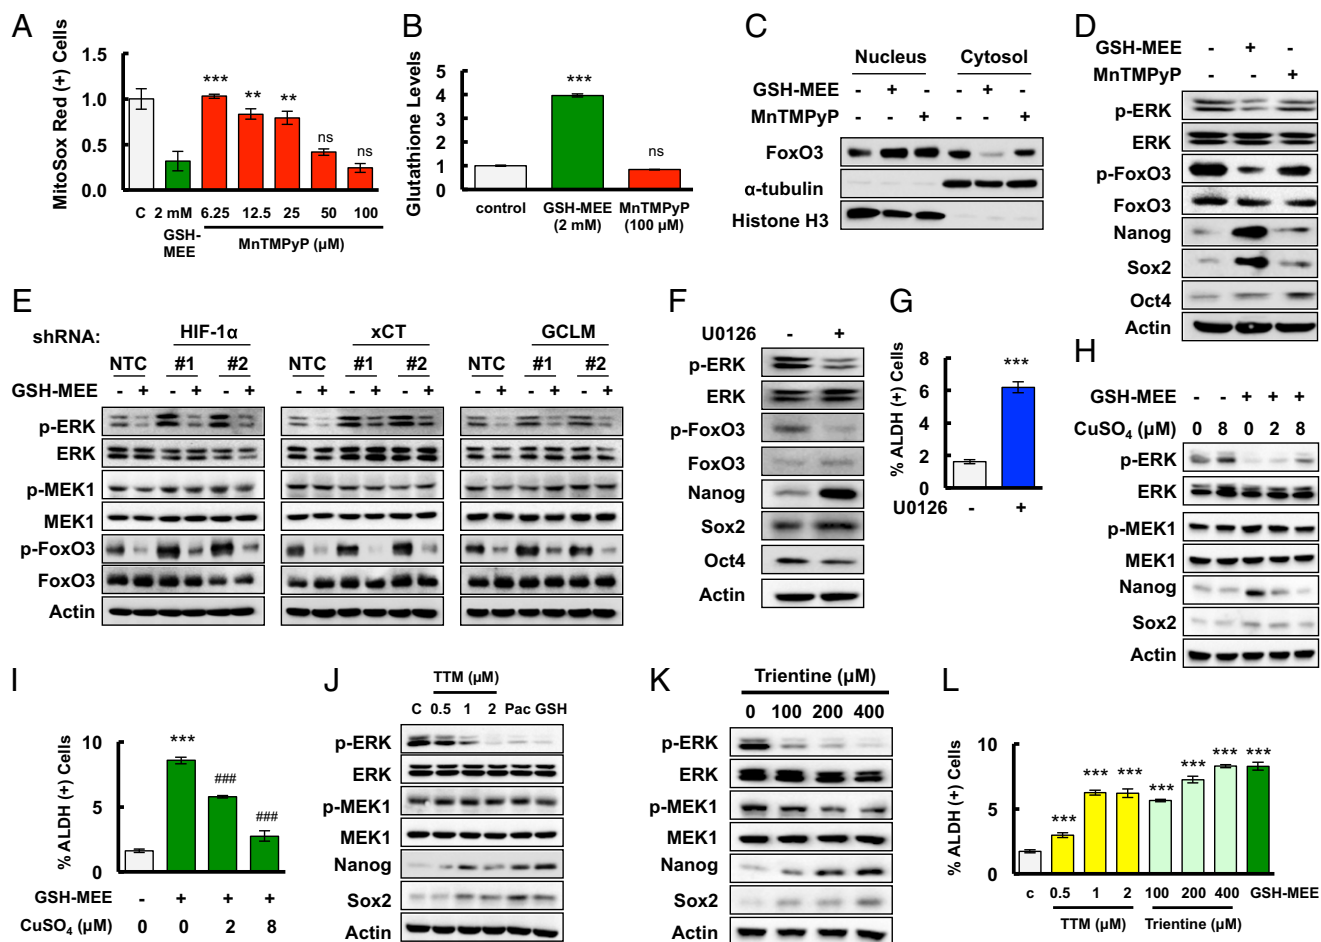 A
MitoSox Red (+) Cells
1.5
1.0
0.5
0.0
*** ** ** ns ns
C 2 mM 6.25 12.5 25 50 100
GSH-
MEE
MnTMPyP (µM)
B
Glutathione Levels
5
4
3
2
1
0
*** ns
control GSH-MEE MnTMPyP
(2 mM) (100 µM)
C
Nucleus Cytosol
GSH-MEE - + - - + -
MnTMPyP - - + - - +
FoxO3
α-tubulin
Histone H3
D
GSH-MEE - + -
MnTMPyP - - +
p-ERK
ERK
p-FoxO3
FoxO3
Nanog
Sox2
Oct4
Actin
E
shRNA: HIF-1α xCT GCLM
NTC #1 #2 NTC #1 #2 NTC #1 #2
GSH-MEE - + - + - + - + - + - + - + - + - +
p-ERK
ERK
p-MEK1
MEK1
p-FoxO3
FoxO3
Actin
F
U0126
- +
p-ERK
ERK
p-FoxO3
FoxO3
Nanog
Sox2
Oct4
Actin
G
% ALDH (+) Cells
8
6
4
2
0
***
U0126 - +
H
GSH-MEE - - + + +
CuSO4 (µM) 0 8 0 2 8
p-ERK
ERK
p-MEK1
MEK1
Nanog
Sox2
Actin
I
% ALDH (+) Cells
10
5
0
*** ### ###
GSH-MEE - + + +
CuSO4 (µM) 0 0 2 8
J
TTM (µM)
C 0.5 1 2 Pac GSH
p-ERK
ERK
p-MEK1
MEK1
Nanog
Sox2
Actin
K
Trientine (µM)
0 100 200 400
p-ERK
ERK
p-MEK1
MEK1
Nanog
Sox2
Actin
L
% ALDH (+) Cells
10
5
0
*** *** *** *** *** *** ***
c 0.5 1 2 100 200 400 GSH-MEE
TTM (µM) Trientine (µM)